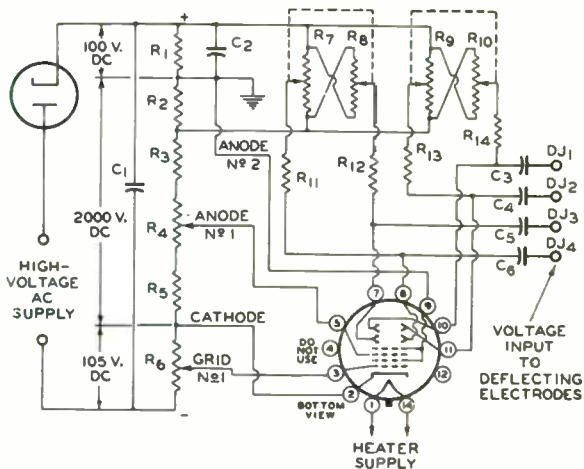 +
100 V.
DC
R1
C2
R7
R8
R9
R10
R2
R14
R3
ANODE
Nº 2
R11
R12
R13
C3
DJ1
C1
C4
DJ2
2000 V.
DC
R4
ANODE
Nº 1
C5
DJ3
C6
DJ4
HIGH-
VOLTAGE
AC
SUPPLY
R5
CATHODE
7
8
9
5
10
4
DO
NOT
USE
11
3
12
105 V.
DC
R6
GRID
Nº1
2
BOTTOM
VIEW
1
14
-
HEATER
SUPPLY
VOLTAGE
INPUT
TO
DEFLECTING
ELECTRODES